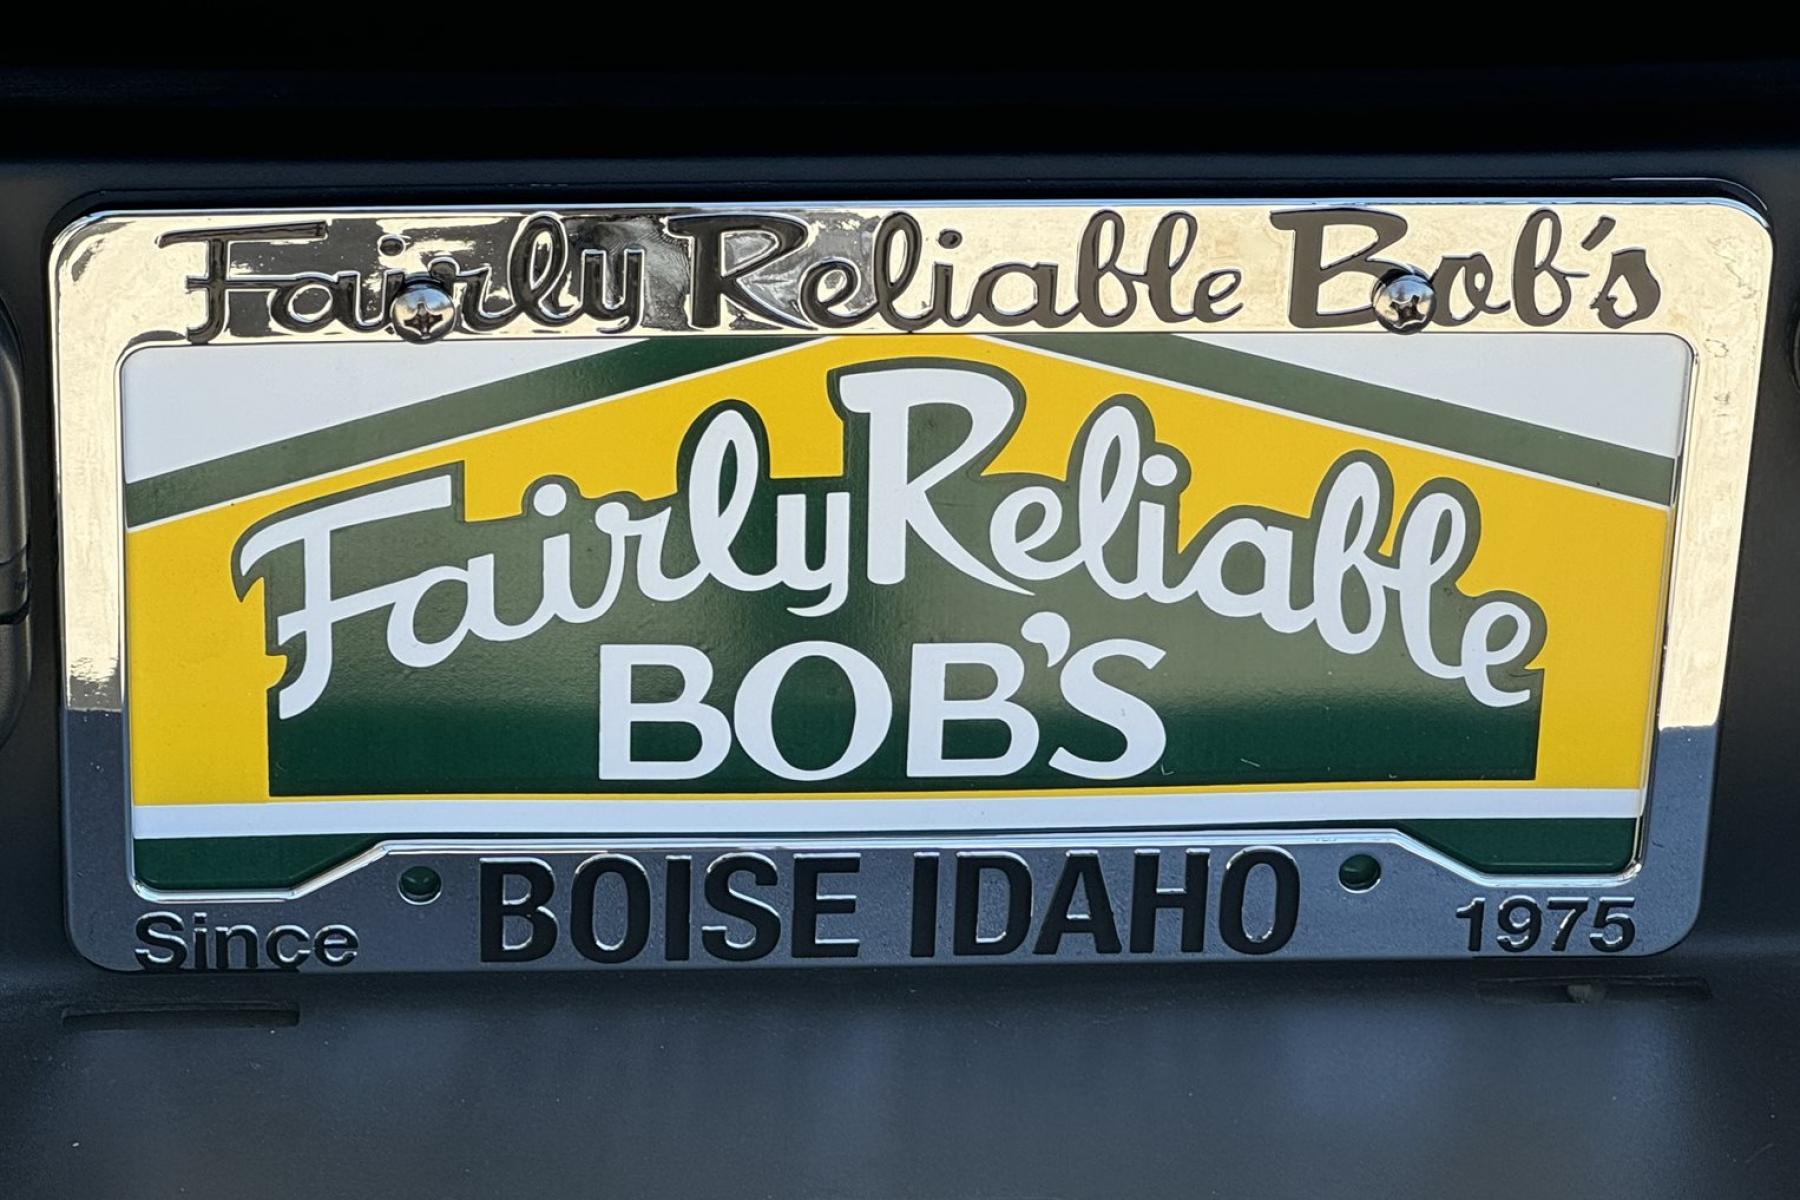 Fairly Reliable Bob's
Fairly Reliable
BOB'S
BOISE IDAHO
Since 1975